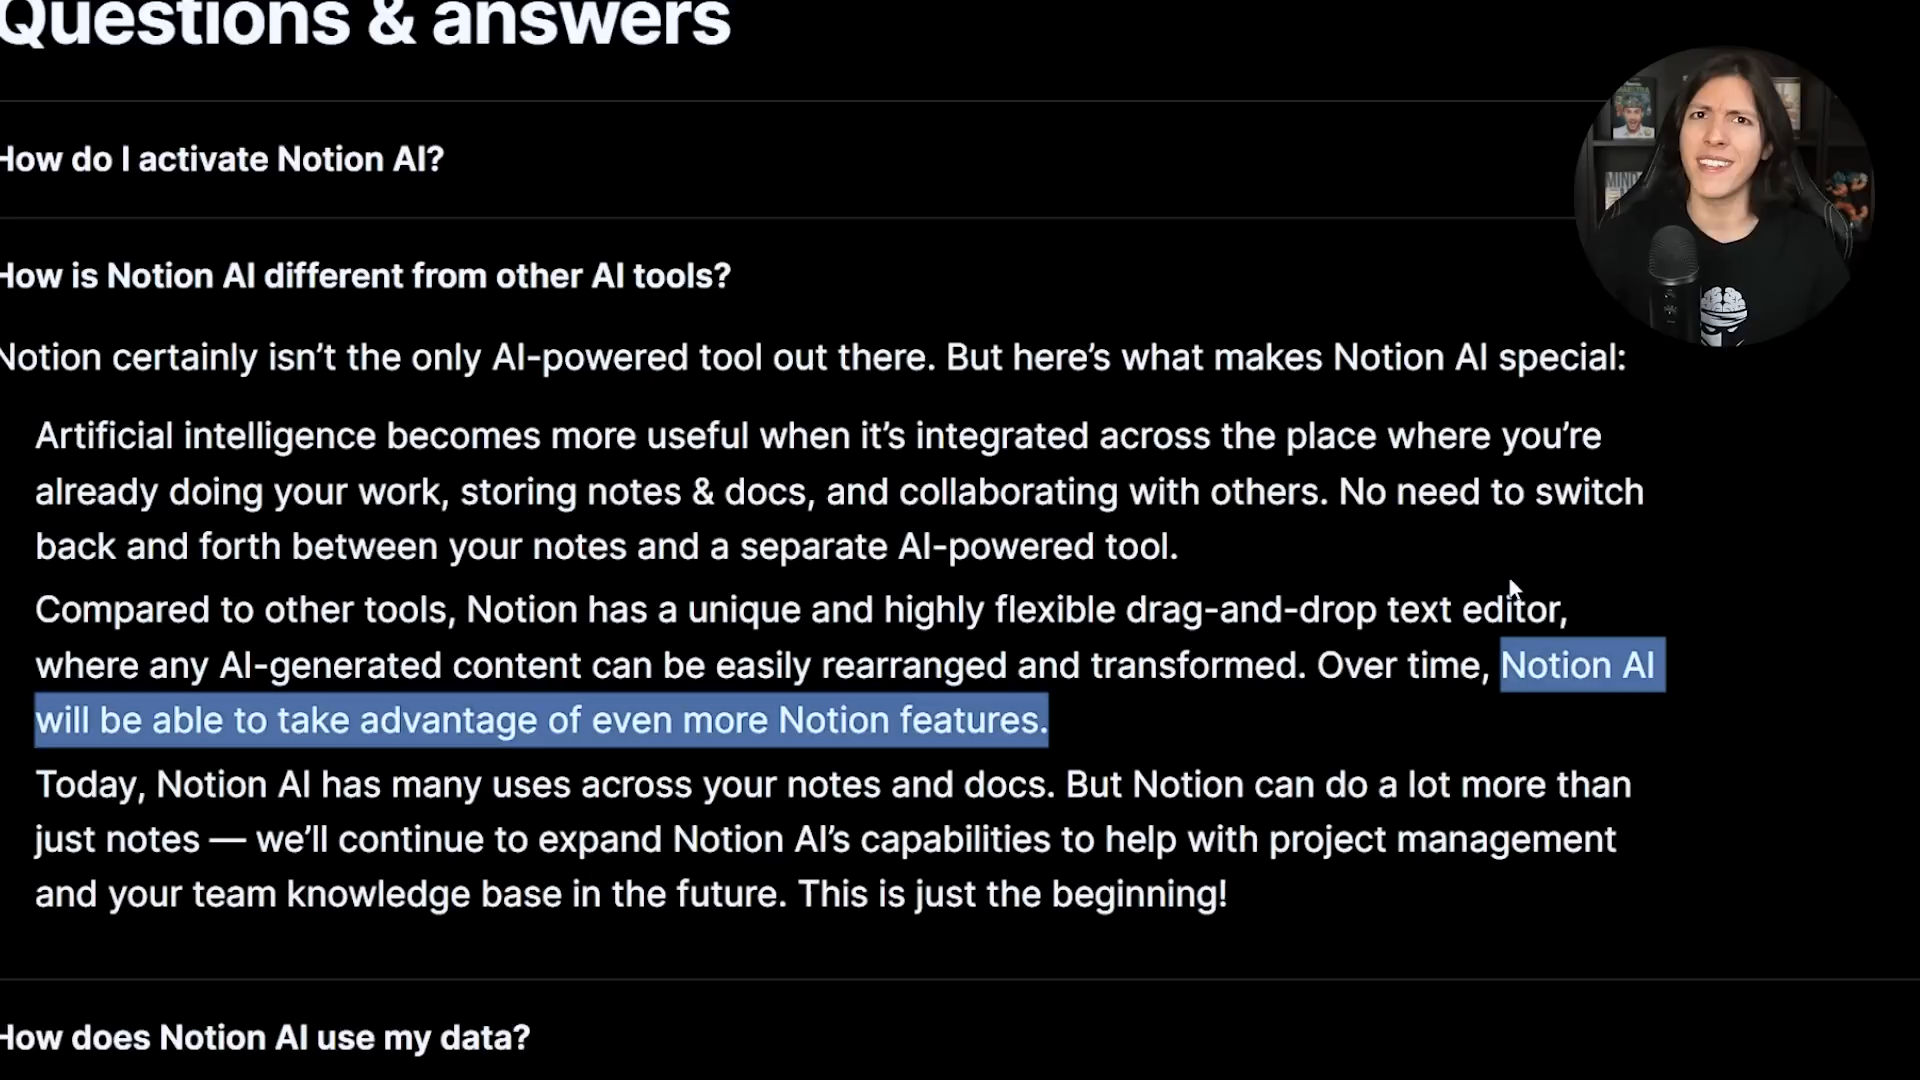 Questions & answers
How do I activate Notion AI?
How is Notion AI different from other AI tools?
Notion certainly isn’t the only AI-powered tool out there. But here’s what makes Notion AI special:
Artificial intelligence becomes more useful when it’s integrated across the place where you’re
already doing your work, storing notes & docs, and collaborating with others. No need to switch
back and forth between your notes and a separate AI-powered tool.
Compared to other tools, Notion has a unique and highly flexible drag-and-drop text editor,
where any AI-generated content can be easily rearranged and transformed. Over time, Notion AI
will be able to take advantage of even more Notion features.
Today, Notion AI has many uses across your notes and docs. But Notion can do a lot more than
just notes — we’ll continue to expand Notion AI’s capabilities to help with project management
and your team knowledge base in the future. This is just the beginning!
How does Notion AI use my data?